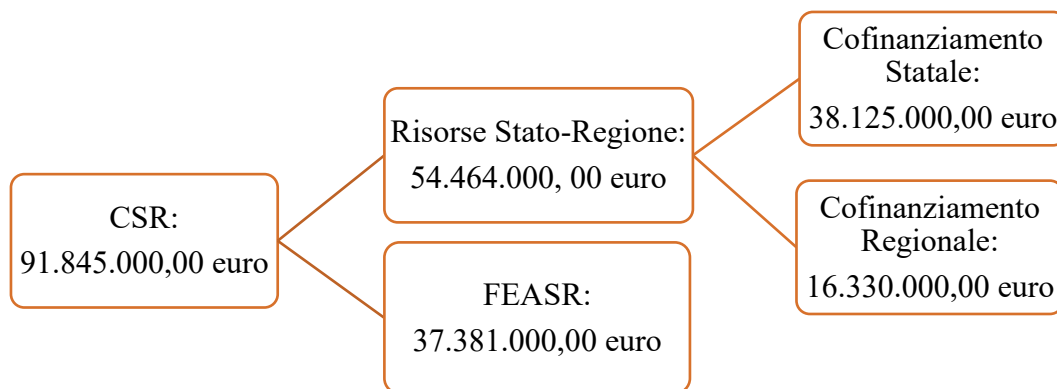 CSR:
91.845.000,00 euro
Risorse Stato-Regione:
54.464.000, 00 euro
FEASR:
37.381.000,00 euro
Cofinanziamento
Statale:
38.125.000,00 euro
Cofinanziamento
Regionale:
16.330.000,00 euro